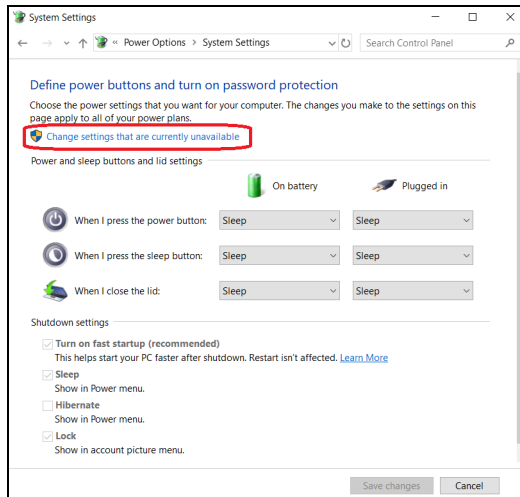 System Settings
« Power Options > System Settings
Search Control Panel
Define power buttons and turn on password protection
Choose the power settings that you want for your computer. The changes you make to the settings on this
page apply to all of your power plans.
Change settings that are currently unavailable
Power and sleep buttons and lid settings
On battery Plugged in
When I press the power button: Sleep Sleep
When I press the sleep button: Sleep Sleep
When I close the lid: Sleep Sleep
Shutdown settings
Turn on fast startup (recommended)
This helps start your PC faster after shutdown. Restart isn't affected. Learn More
Sleep
Show in Power menu.
Hibernate
Show in Power menu.
Lock
Show in account picture menu.
Save changes Cancel